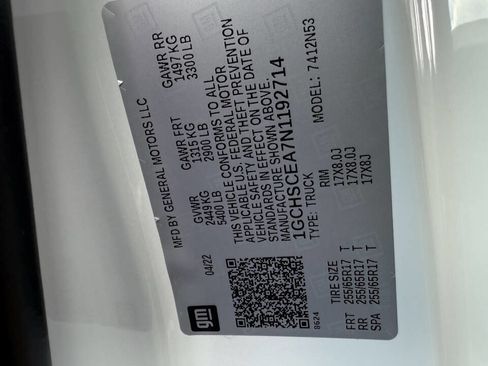 MFD BY GENERAL MOTORS LLC
04/22
GVWR
2449 KG
5400 LB
GAWR FRT
1315 KG
2900 LB
GAWR RR
1497 KG
3300 LB
THIS VEHICLE CONFORMS TO ALL
APPLICABLE U.S. FEDERAL MOTOR
VEHICLE SAFETY AND THEFT PREVENTION
STANDARDS IN EFFECT ON THE DATE OF
MANUFACTURE SHOWN ABOVE.
1GCHSCEA7N1192714
TYPE: TRUCK
MODEL: 7412N53
gm
8624
TIRE SIZE RIM
FRT 255/65R17 T 17X8.0J
RR 255/65R17 T 17X8.0J
SPA 255/65R17 T 17X8J